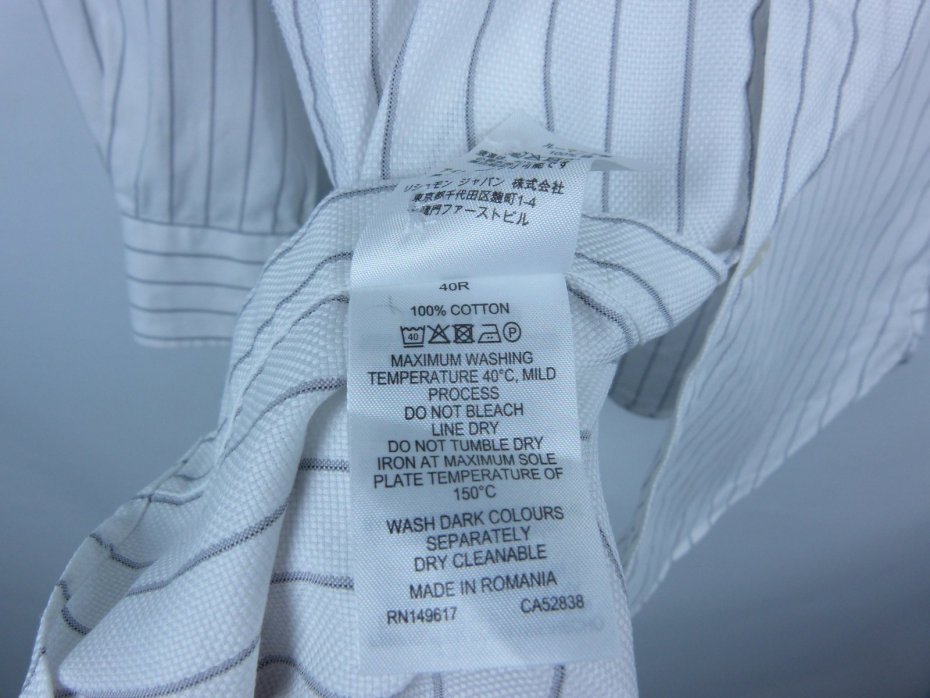 リシュモン ジャパン 株式会社
東京都千代田区麹町1-4
半蔵門ファーストビル
40R
100% COTTON
40 P
MAXIMUM WASHING
TEMPERATURE 40°C, MILD
PROCESS
DO NOT BLEACH
LINE DRY
DO NOT TUMBLE DRY
IRON AT MAXIMUM SOLE
PLATE TEMPERATURE OF
150°C
WASH DARK COLOURS
SEPARATELY
DRY CLEANABLE
MADE IN ROMANIA
RN149617 CA52838